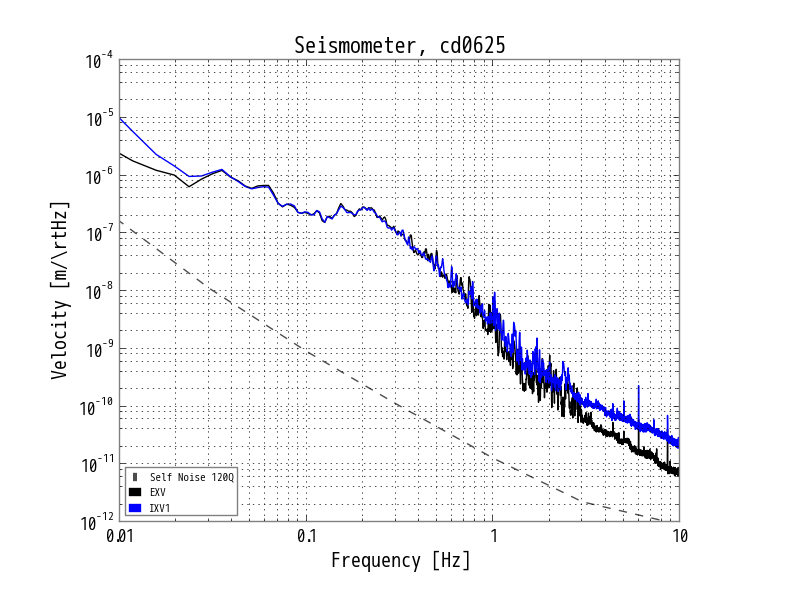 Seismometer, cd0625
10^-4
10^-5
10^-6
10^-7
10^-8
10^-9
10^-10
10^-11
10^-12
Velocity [m/\rtHz]
Self Noise 120Q
EXV
IXV1
0.01 0.1 1 10
Frequency [Hz]